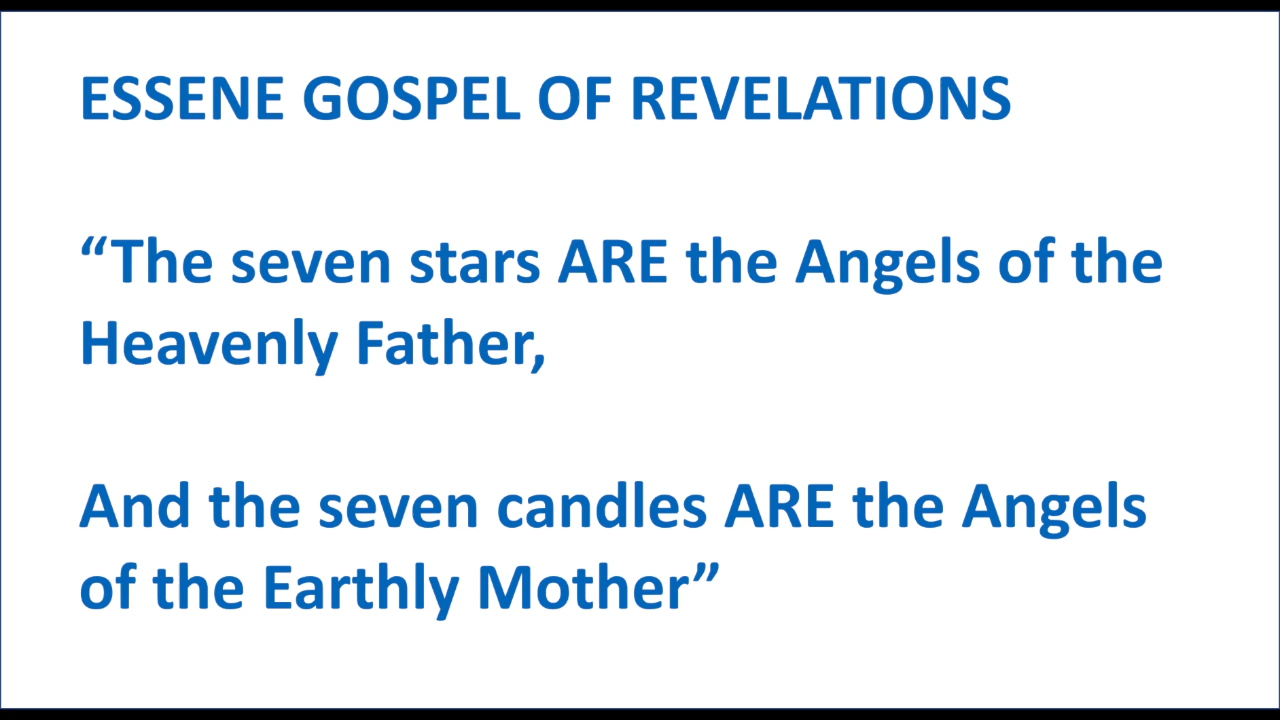 ESSENE GOSPEL OF REVELATIONS
“The seven stars ARE the Angels of the
Heavenly Father,
And the seven candles ARE the Angels
of the Earthly Mother”